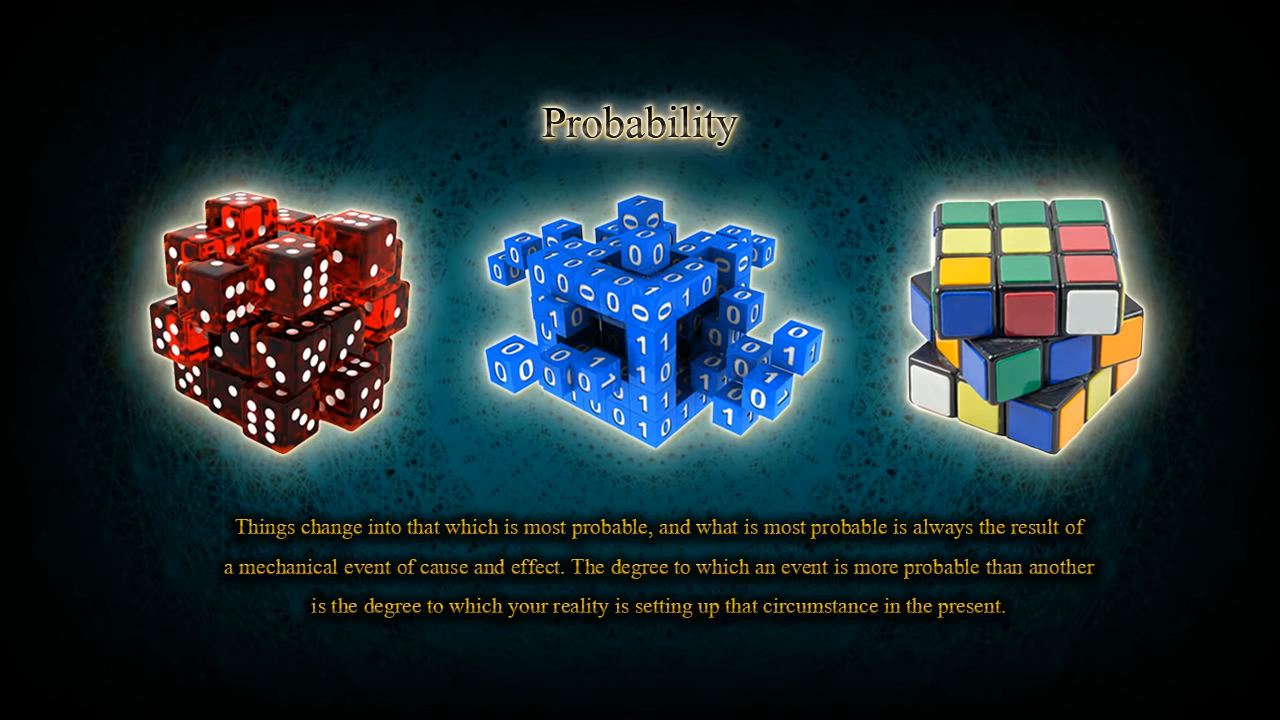 Probability
Things change into that which is most probable, and what is most probable is always the result of
a mechanical event of cause and effect. The degree to which an event is more probable than another
is the degree to which your reality is setting up that circumstance in the present.